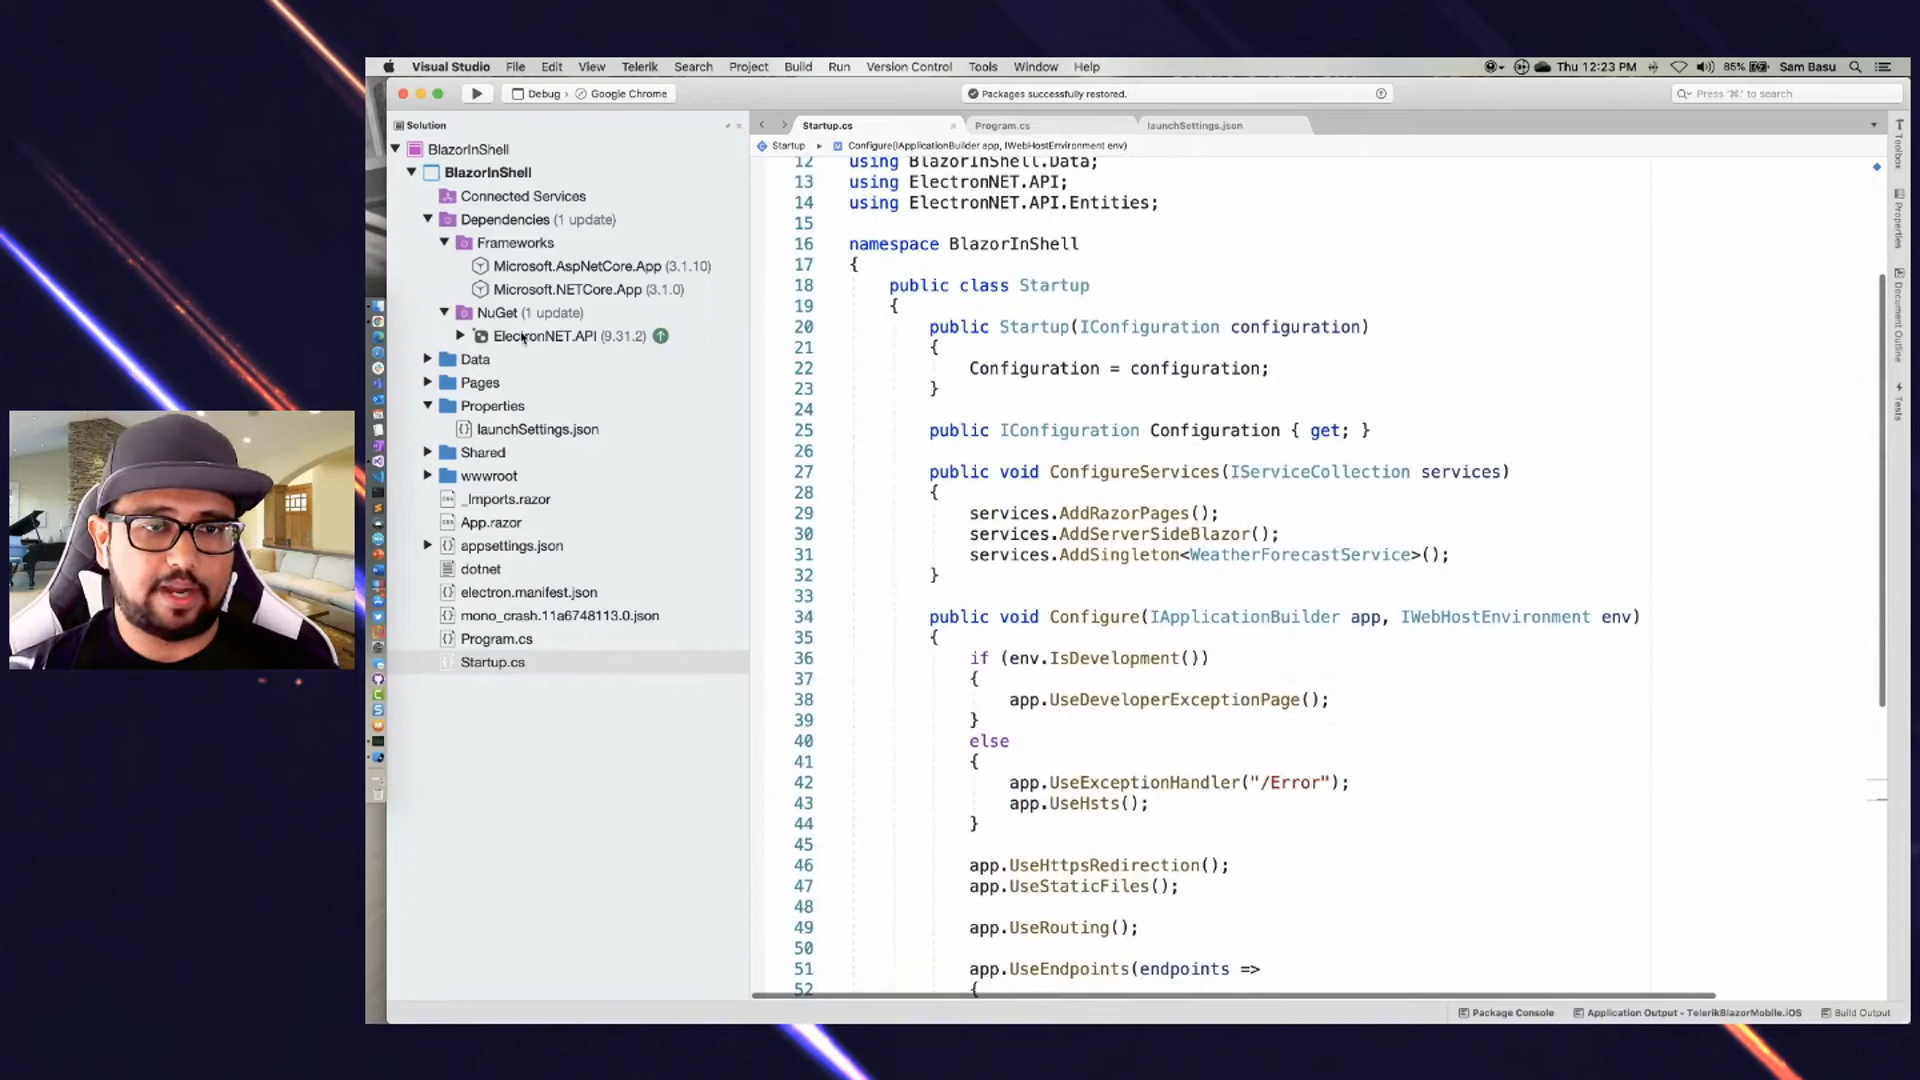 Visual Studio File Edit View Telerik Search Project Build Run Version Control Tools Window Help Thu 12:23 PM 85% Sam Basu
Debug › Google Chrome
Packages successfully restored.
Press '⌘.' to search
Solution
BlazorInShell
BlazorInShell
Connected Services
Dependencies (1 update)
Frameworks
Microsoft.AspNetCore.App (3.1.10)
Microsoft.NETCore.App (3.1.0)
NuGet (1 update)
ElectronNET.API (9.31.2)
Data
Pages
Properties
launchSettings.json
Shared
wwwroot
_Imports.razor
App.razor
appsettings.json
dotnet
electron.manifest.json
mono_crash.11a6748113.0.json
Program.cs
Startup.cs
Startup.cs Program.cs launchSettings.json
Startup Configure(IApplicationBuilder app, IWebHostEnvironment env)
12 using BlazorInShell.Data;
13 using ElectronNET.API;
14 using ElectronNET.API.Entities;
15
16 namespace BlazorInShell
17 {
18 public class Startup
19 {
20 public Startup(IConfiguration configuration)
21 {
22 Configuration = configuration;
23 }
24
25 public IConfiguration Configuration { get; }
26
27 public void ConfigureServices(IServiceCollection services)
28 {
29 services.AddRazorPages();
30 services.AddServerSideBlazor();
31 services.AddSingleton<WeatherForecastService>();
32 }
33
34 public void Configure(IApplicationBuilder app, IWebHostEnvironment env)
35 {
36 if (env.IsDevelopment())
37 {
38 app.UseDeveloperExceptionPage();
39 }
40 else
41 {
42 app.UseExceptionHandler("/Error");
43 app.UseHsts();
44 }
45
46 app.UseHttpsRedirection();
47 app.UseStaticFiles();
48
49 app.UseRouting();
50
51 app.UseEndpoints(endpoints =>
52 {
Toolbox
Properties
Document Outline
Tests
Package Console Application Output - TelerikBlazorMobile.iOS Build Output